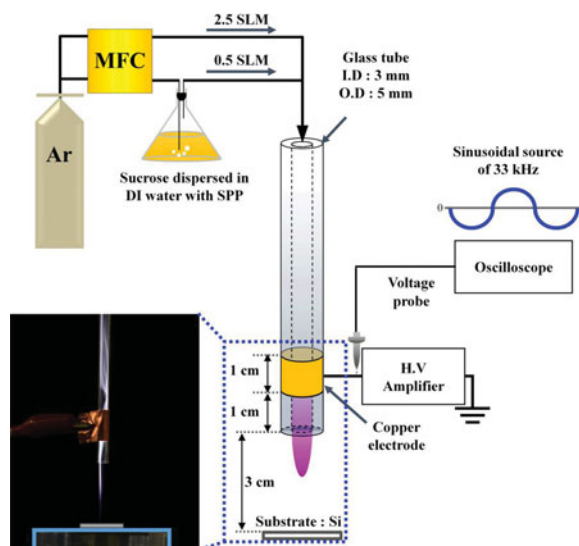 2.5 SLM
MFC
0.5 SLM
Glass tube
I.D : 3 mm
O.D : 5 mm
Ar
Sucrose dispersed in
DI water with SPP
Sinusoidal source
of 33 kHz
0
Oscilloscope
Voltage
probe
H.V
Amplifier
1 cm
1 cm
Copper
electrode
3 cm
Substrate : Si